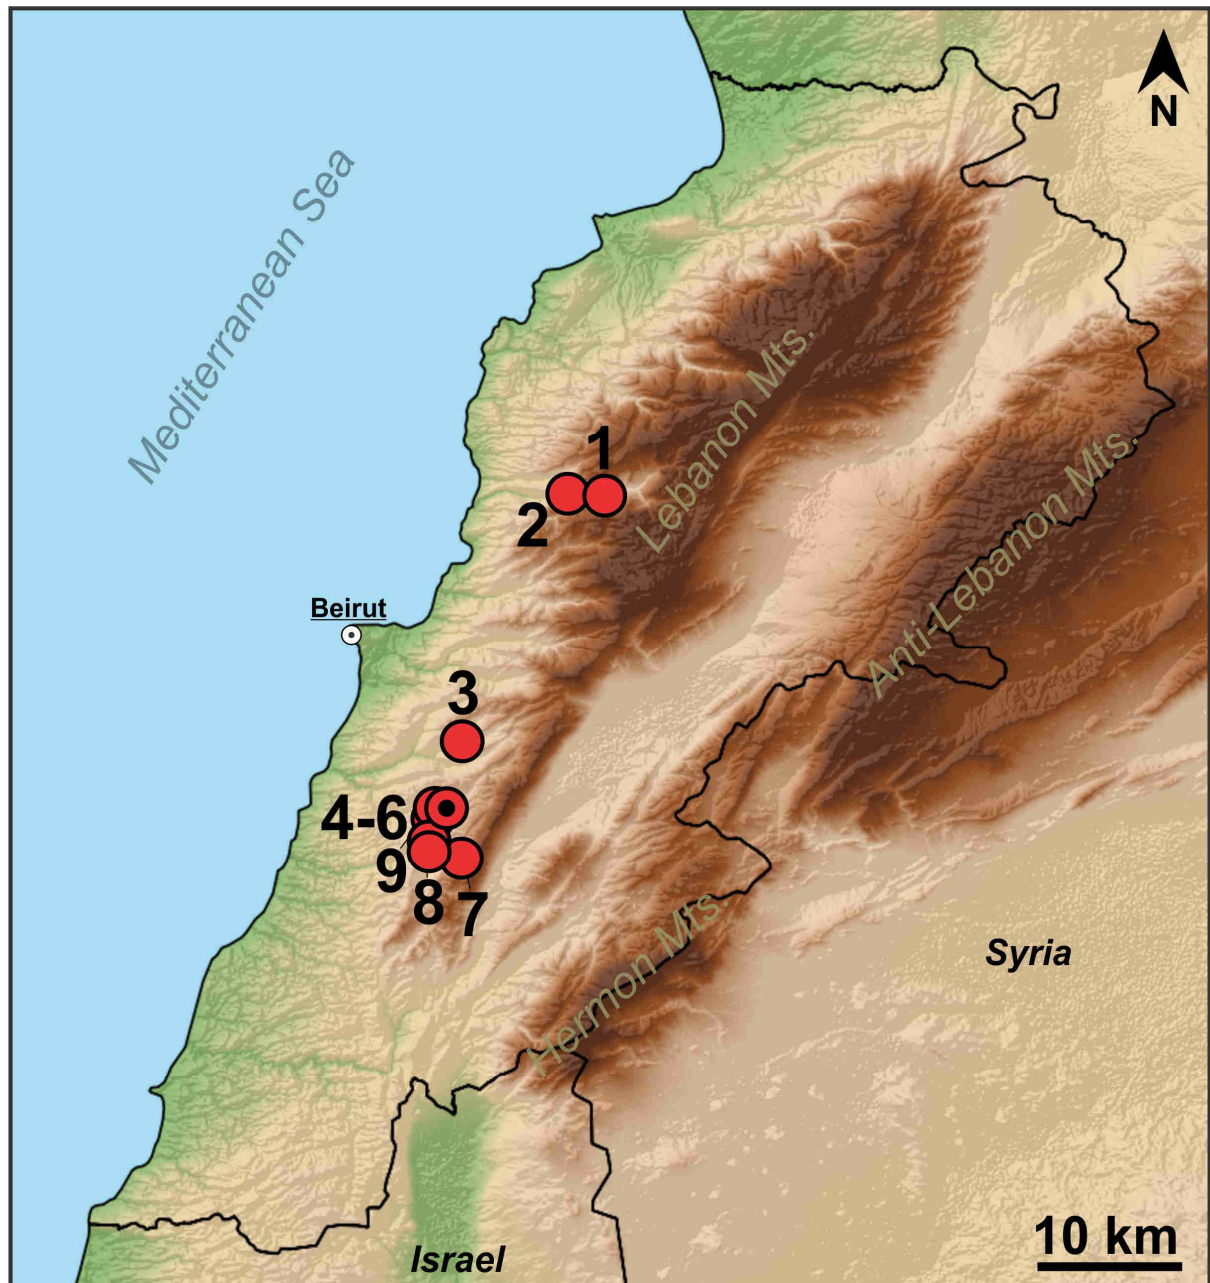 N
Mediterranean Sea
Lebanon Mts.
Anti-Lebanon Mts.
1
2
Beirut
3
4-6
9
8
7
Hermon Mts.
Syria
10 km
Israel